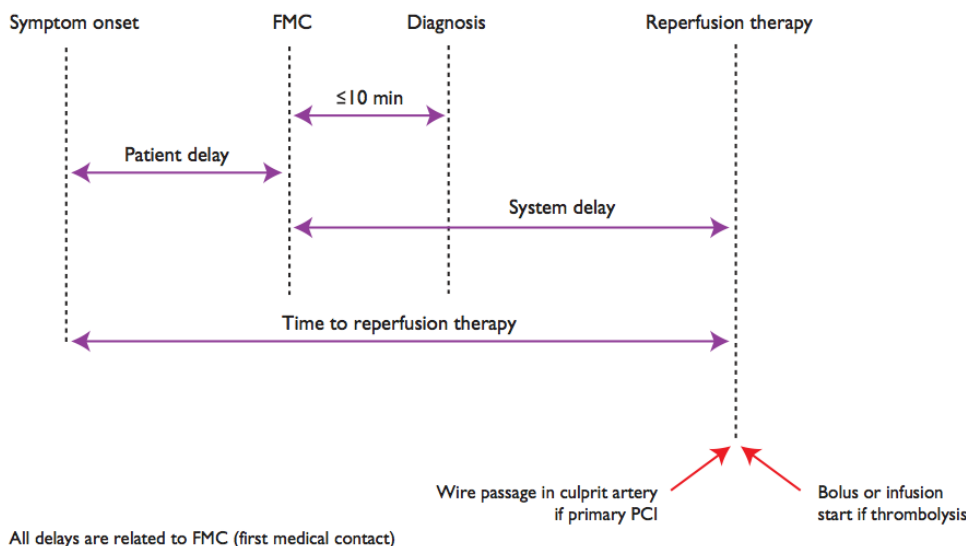 Symptom onset
FMC
Diagnosis
Reperfusion therapy
≤10 min
Patient delay
System delay
Time to reperfusion therapy
Wire passage in culprit artery
if primary PCI
Bolus or infusion
start if thrombolysis
All delays are related to FMC (first medical contact)